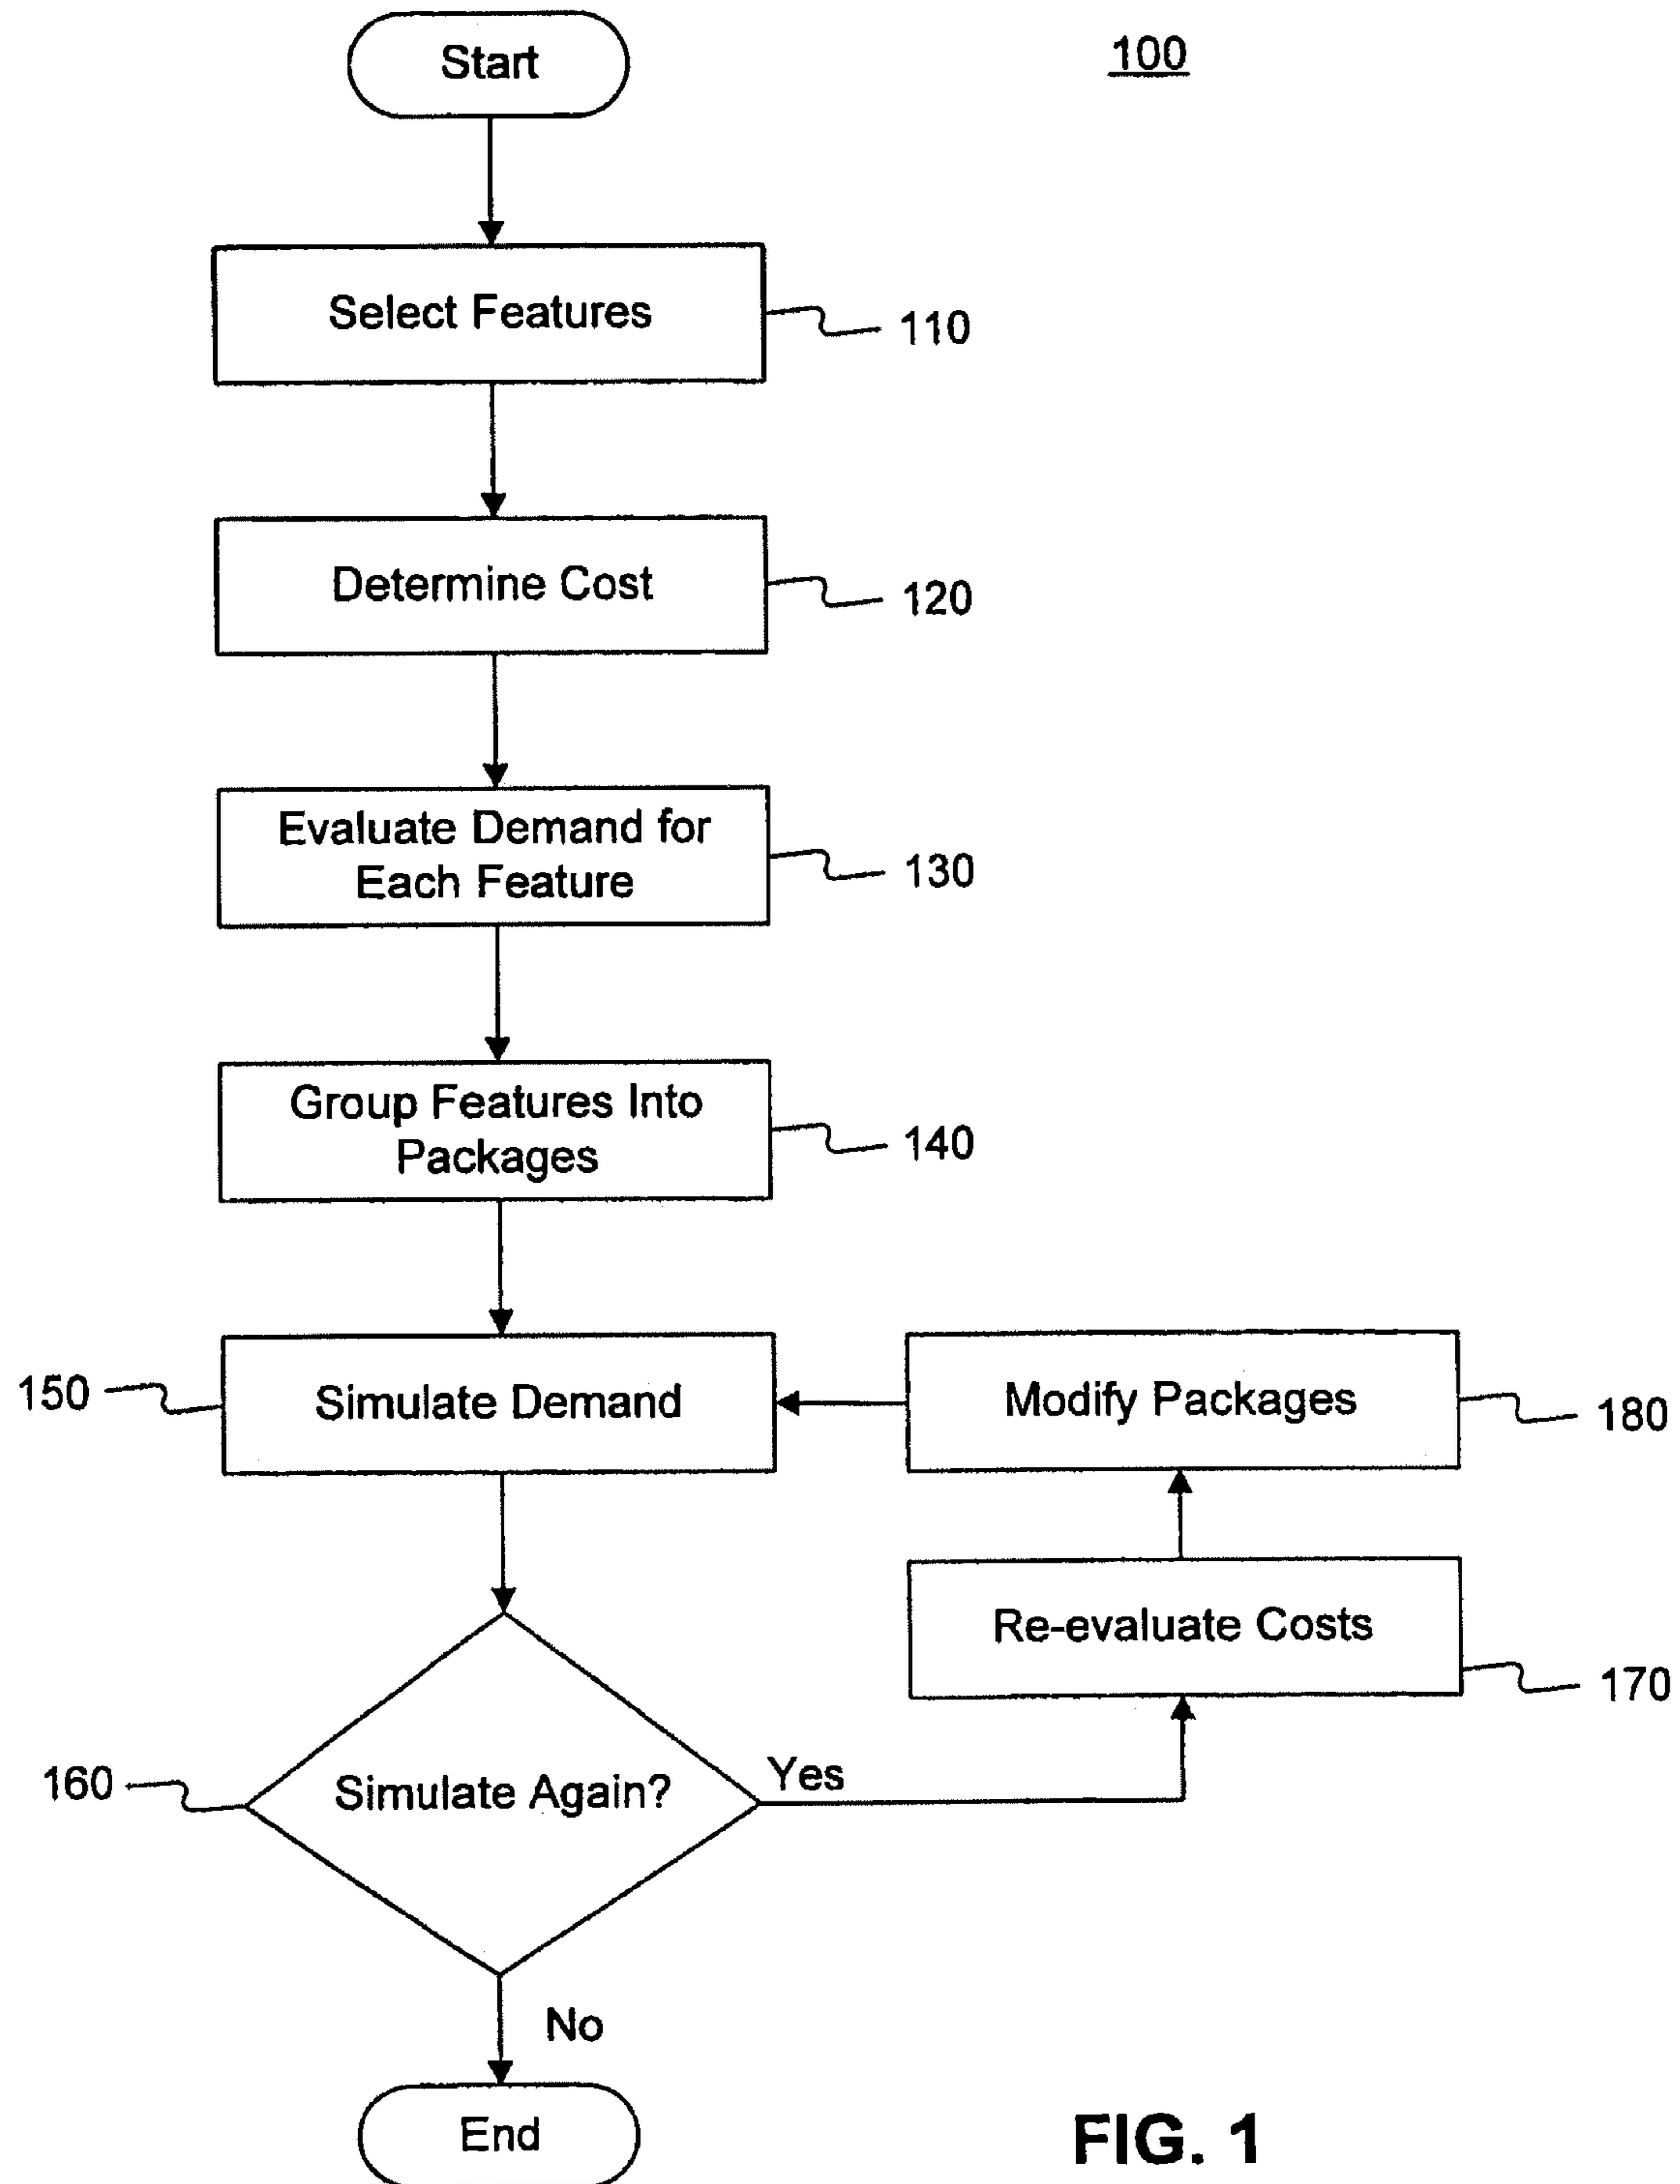 Start
100
Select Features
110
Determine Cost
120
Evaluate Demand for
Each Feature
130
Group Features Into
Packages
140
150
Simulate Demand
Modify Packages
180
Re-evaluate Costs
170
160
Simulate Again?
Yes
No
End
FIG. 1